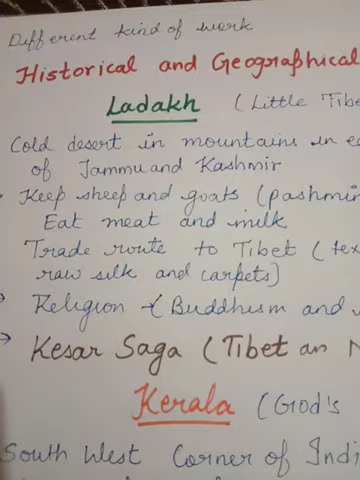 Different kind of work
Historical and Geographical
Ladakh (Little Tibe
Cold desert in mountains in ea
of Jammu and Kashmir
Keep sheep and goats (pashmin
Eat meat and milk
Trade route to Tibet (tex
raw silk and carpets)
Religion → (Buddhism and
Kesar Saga (Tibet an
Kerala (God's
South West Corner of Indi